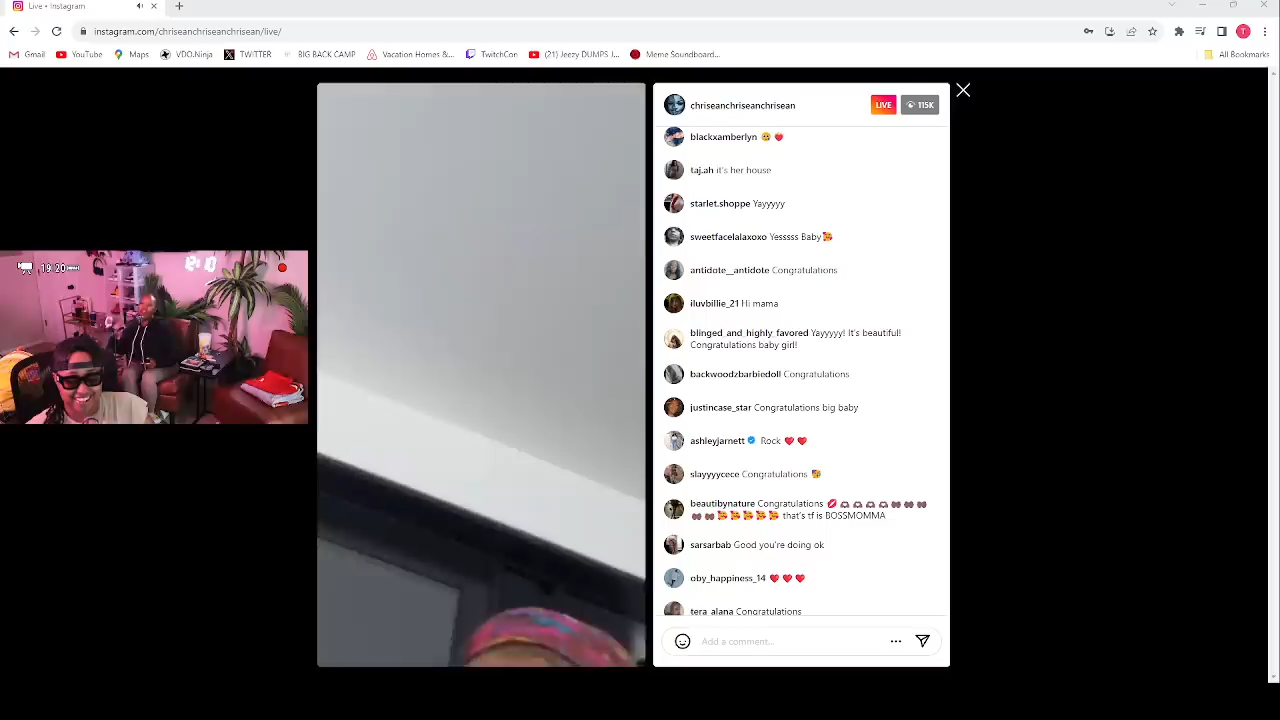 Live • Instagram
instagram.com/chriseanchriseanchrisean/live/
Gmail YouTube Maps VDO.Ninja TWITTER BIG BACK CAMP Vacation Homes &... TwitchCon (21) Jeezy DUMPS J... Meme Soundboard... All Bookmarks
chriseanchriseanchrisean LIVE 115K
blackxamberlyn 🥹 ❤️
taj.ah it's her house
starlet.shoppe Yayyyyy
sweetfacelalaxoxo Yesssss Baby🥰
antidote__antidote Congratulations
iluvbillie_21 Hi mama
blinged_and_highly_favored Yayyyyy! It's beautiful!
Congratulations baby girl!
backwoodzbarbiedoll Congratulations
justincase_star Congratulations big baby
ashleyjarnett Rock ❤️ ❤️
slayyyycece Congratulations 🥳
beautibynature Congratulations 💋 🫶🏾 🫶🏾 🫶🏾 🫶🏾 👐🏾 👐🏾 👐🏾
👐🏾 👐🏾 🥰 🥰 🥰 🥰 🥰 that's tf is BOSSMOMMA
sarsarbab Good you're doing ok
oby_happiness_14 ❤️ ❤️ ❤️
tera_alana Congratulations
Add a comment...
19:20